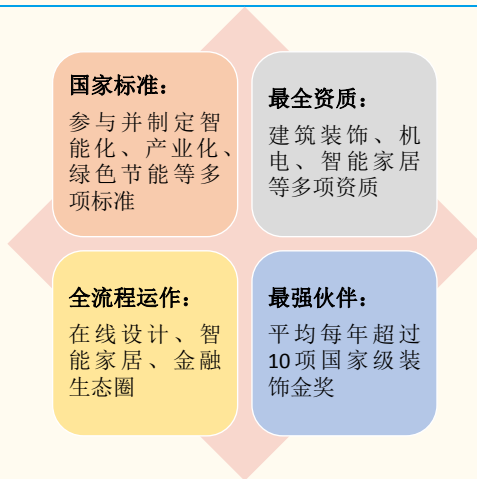 国家标准：
参与并制定智
能化、产业化、
绿色节能等多
项标准
最全资质：
建筑装饰、机
电、智能家居
等多项资质
全流程运作：
在线设计、智
能家居、金融
生态圈
最强伙伴：
平均每年超过
10项国家级装
饰金奖